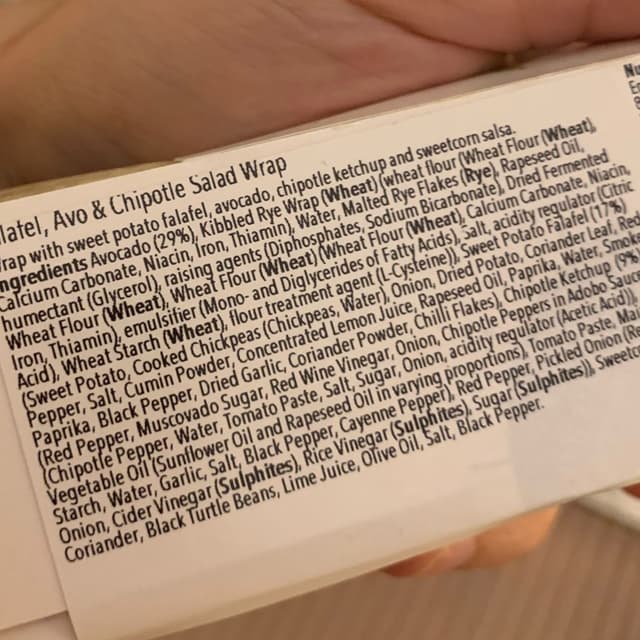 latel, Avo & Chipotle Salad Wrap
rap with sweet potato falafel, avocado, chipotle ketchup and sweetcorn salsa.
ngredients Avocado (29%), Kibbled Rye Wrap (Wheat) (wheat flour (Wheat Flour (Wheat),
Calcium Carbonate, Niacin, Iron, Thiamin), Water, Malted Rye Flakes (Rye), Rapeseed Oil,
humectant (Glycerol), raising agents (Diphosphates, Sodium Bicarbonate), Dried Fermented
Wheat Flour (Wheat), Wheat Flour (Wheat) (Wheat Flour (Wheat), Calcium Carbonate, Niacin,
Iron, Thiamin), emulsifier (Mono- and Diglycerides of Fatty Acids), Salt, acidity regulator (Citric
Acid), Wheat Starch (Wheat), flour treatment agent (L-Cysteine)), Sweet Potato Falafel (17%)
(Sweet Potato, Cooked Chickpeas (Chickpeas, Water), Onion, Dried Potato, Coriander Leaf, Red
Pepper, Salt, Cumin Powder, Concentrated Lemon Juice, Rapeseed Oil, Paprika, Water, Smok
Paprika, Black Pepper, Dried Garlic, Coriander Powder, Chilli Flakes), Chipotle Ketchup (9%)
(Red Pepper, Muscovado Sugar, Red Wine Vinegar, Onion, Chipotle Peppers in Adobo Sau
(Chipotle Pepper, Water, Tomato Paste, Salt, Sugar, Onion, acidity regulator (Acetic Acid)
Vegetable Oil (Sunflower Oil and Rapeseed Oil in varying proportions), Tomato Paste, Ma
Starch, Water, Garlic, Salt, Black Pepper, Cayenne Pepper), Red Pepper, Pickled Onion (R
Onion, Cider Vinegar (Sulphites), Rice Vinegar (Sulphites), Sugar (Sulphites)), Sweetc
Coriander, Black Turtle Beans, Lime Juice, Olive Oil, Salt, Black Pepper.
Nu
En